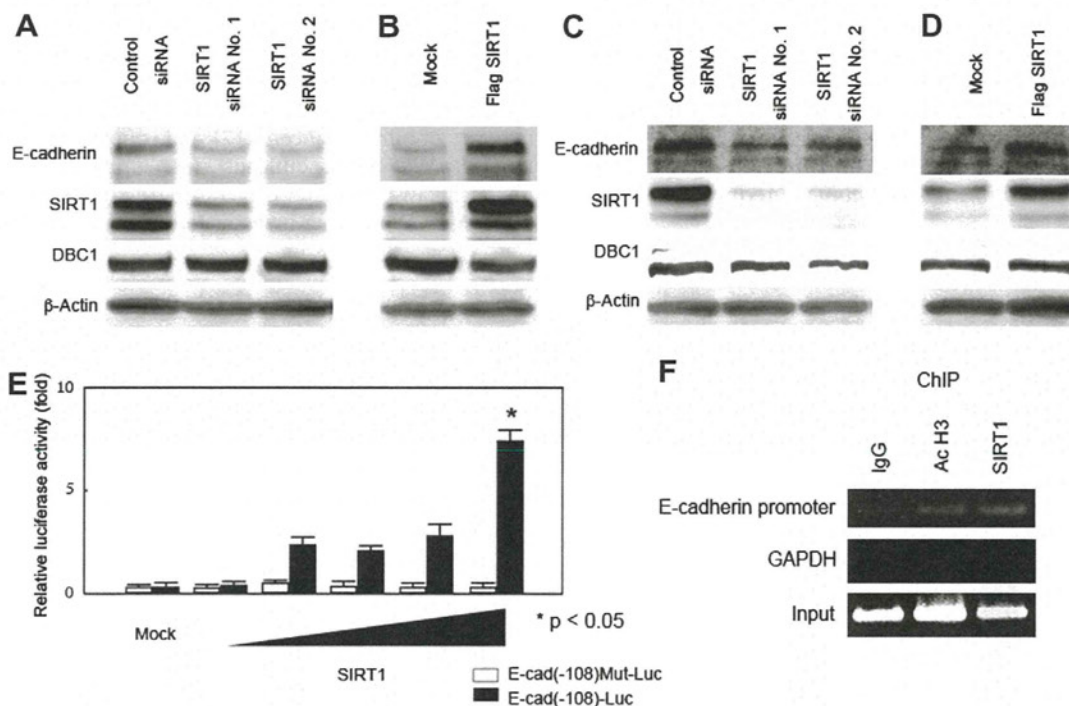 A
Control
siRNA
SIRT1
siRNA No. 1
SIRT1
siRNA No. 2
E-cadherin
SIRT1
DBC1
β-Actin
B
Mock
Flag SIRT1
C
Control
siRNA
SIRT1
siRNA No. 1
SIRT1
siRNA No. 2
E-cadherin
SIRT1
DBC1
β-Actin
D
Mock
Flag SIRT1
E
Relative luciferase activity (fold)
10
5
0
*
Mock
SIRT1
* p < 0.05
E-cad(-108)Mut-Luc
E-cad(-108)-Luc
F
ChIP
IgG
Ac H3
SIRT1
E-cadherin promoter
GAPDH
Input